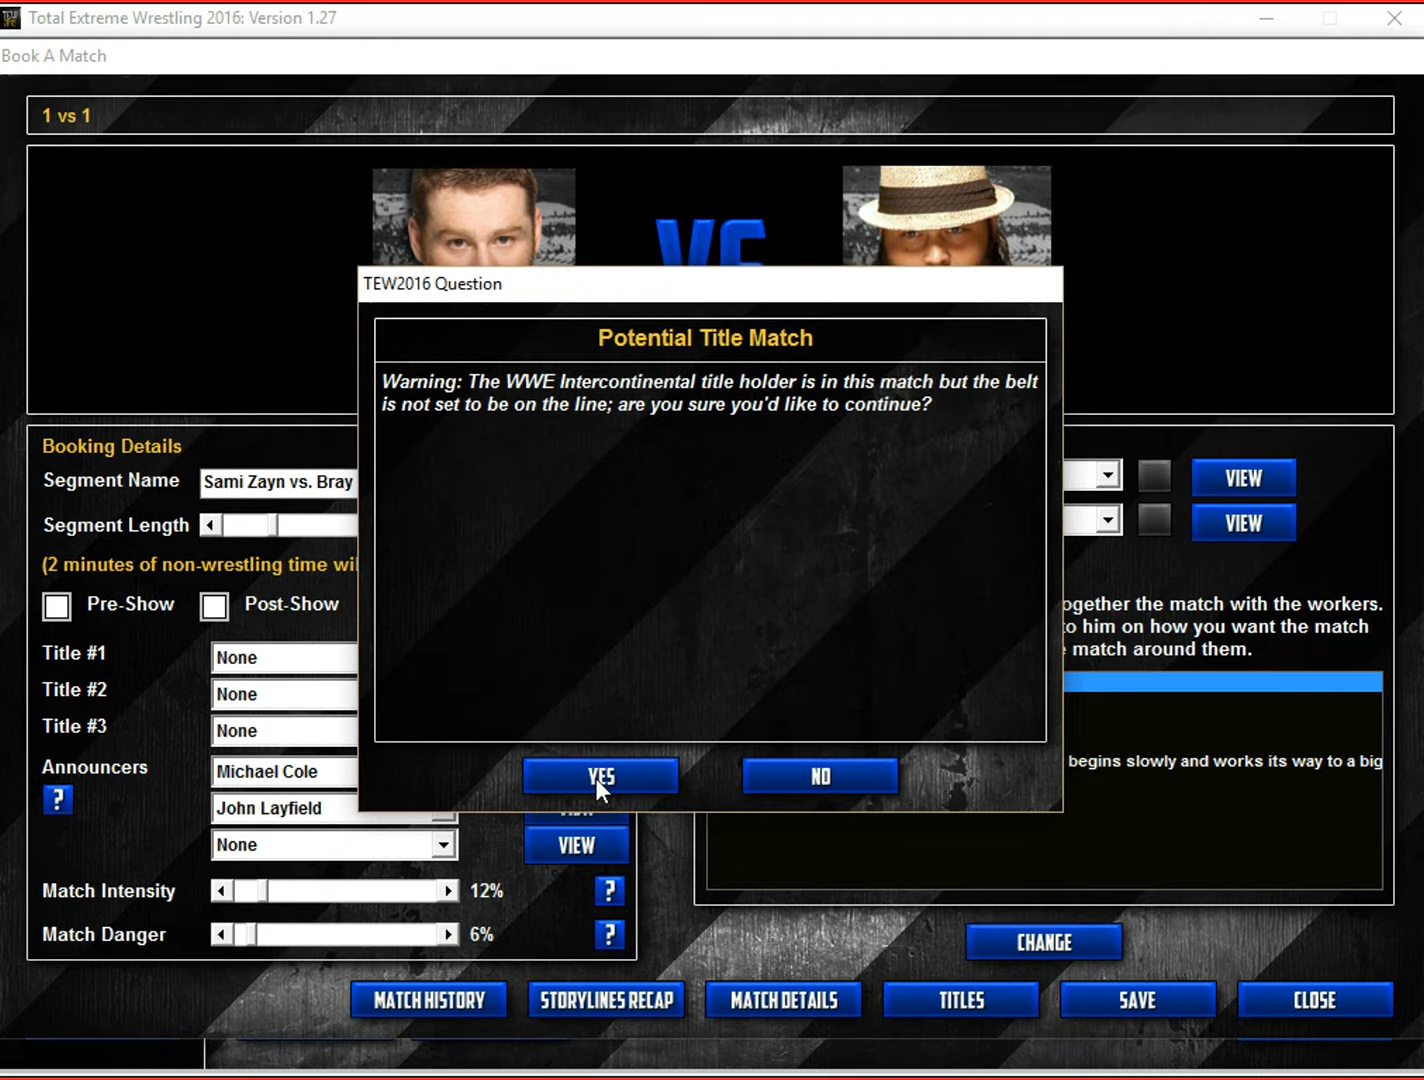 Total Extreme Wrestling 2016: Version 1.27
Book A Match
1 vs 1
VS
TEW2016 Question
Potential Title Match
Warning: The WWE Intercontinental title holder is in this match but the belt
is not set to be on the line; are you sure you'd like to continue?
YES
NO
Booking Details
Segment Name
Sami Zayn vs. Bray
Segment Length
(2 minutes of non-wrestling time wi
Pre-Show
Post-Show
Title #1
None
Title #2
None
Title #3
None
Announcers
?
Michael Cole
John Layfield
None
VIEW
VIEW
Match Intensity
12%
?
Match Danger
6%
?
VIEW
VIEW
ogether the match with the workers.
o him on how you want the match
match around them.
begins slowly and works its way to a big
CHANGE
MATCH HISTORY
STORYLINES RECAP
MATCH DETAILS
TITLES
SAVE
CLOSE